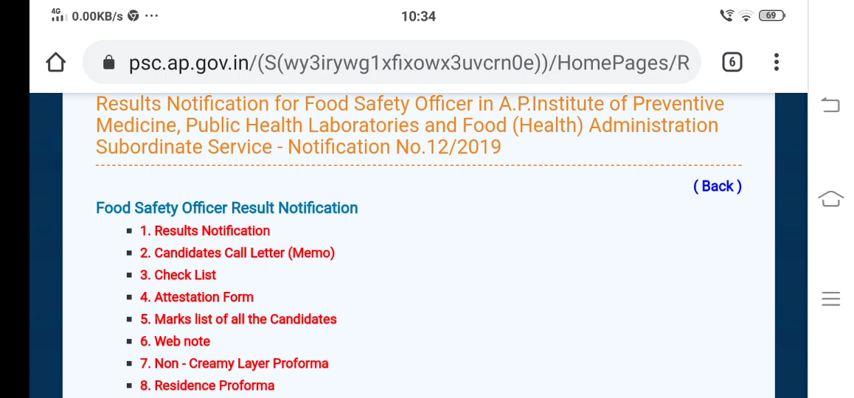 4G 0.00KB/s ...
10:34
69
psc.ap.gov.in/(S(wy3irywg1xfixowx3uvcrn0e))/HomePages/R
6
Results Notification for Food Safety Officer in A.P.Institute of Preventive
Medicine, Public Health Laboratories and Food (Health) Administration
Subordinate Service - Notification No.12/2019
( Back )
Food Safety Officer Result Notification
1. Results Notification
2. Candidates Call Letter (Memo)
3. Check List
4. Attestation Form
5. Marks list of all the Candidates
6. Web note
7. Non - Creamy Layer Proforma
8. Residence Proforma